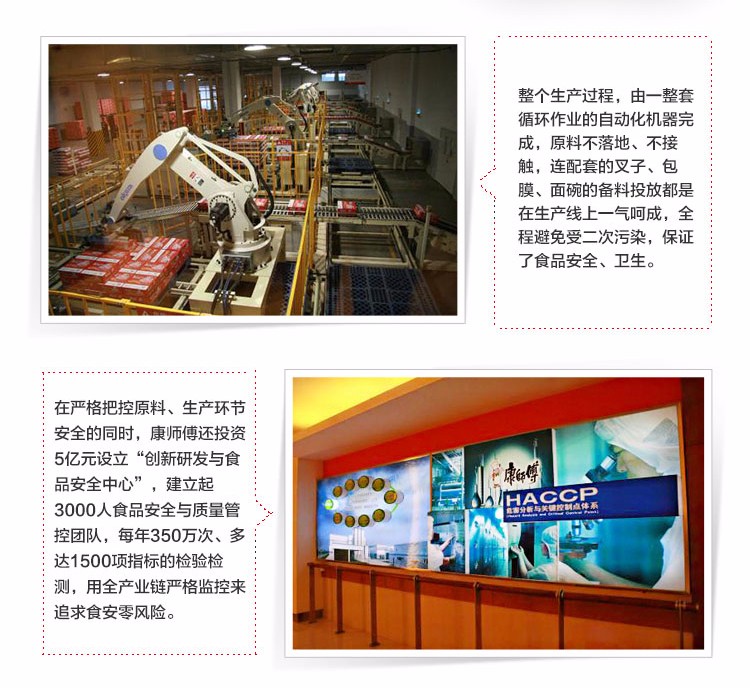 整个生产过程，由一整套
循环作业的自动化机器完
成，原料不落地、不接
触，连配套的叉子、包
膜、面碗的备料投放都是
在生产线上一气呵成，全
程避免受二次污染，保证
了食品安全、卫生。
在严格把控原料、生产环节
安全的同时，康师傅还投资
5亿元设立“创新研发与食
品安全中心”，建立起
3000人食品安全与质量管
控团队，每年350万次、多
达1500项指标的检验检
测，用全产业链严格监控来
追求食安零风险。
康师傅
HACCP
危害分析与关键控制点体系
(Hazard Analysis and Critical Control Point)